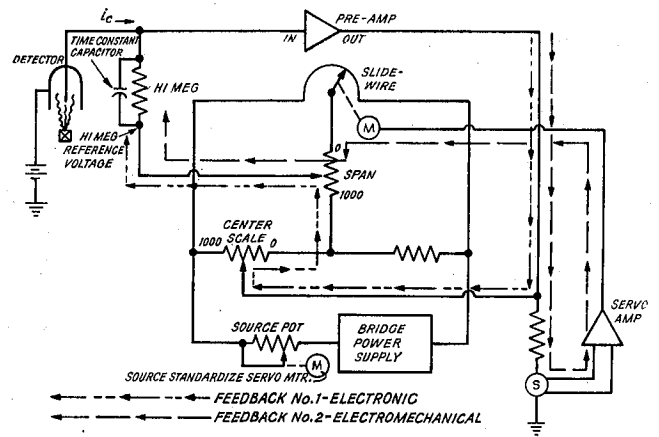 ic
PRE-AMP
IN
OUT
TIME CONSTANT
CAPACITOR
DETECTOR
HI MEG
SLIDE-
WIRE
M
HI MEG
REFERENCE
VOLTAGE
0
SPAN
1000
CENTER
SCALE
1000
0
SERVO
AMP
SOURCE POT
BRIDGE
POWER
SUPPLY
M
SOURCE STANDARDIZE SERVO MTR.
S
FEEDBACK No.1-ELECTRONIC
FEEDBACK No.2-ELECTROMECHANICAL